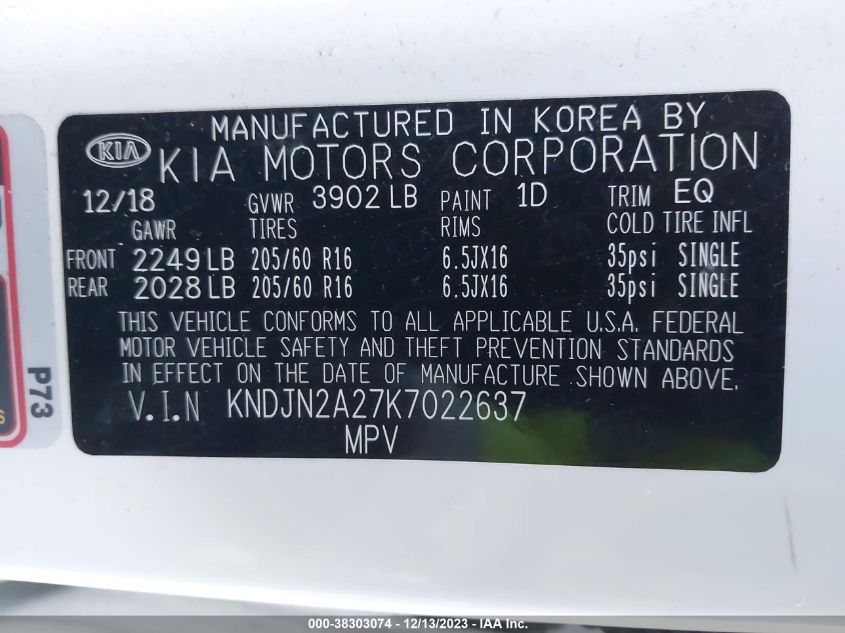 MANUFACTURED IN KOREA BY
KIA KIA MOTORS CORPORATION
12/18 GVWR 3902 LB PAINT 1D TRIM EQ
GAWR TIRES RIMS COLD TIRE INFL
FRONT 2249 LB 205/60 R16 6.5JX16 35psi SINGLE
REAR 2028 LB 205/60 R16 6.5JX16 35psi SINGLE
THIS VEHICLE CONFORMS TO ALL APPLICABLE U.S.A. FEDERAL
MOTOR VEHICLE SAFETY AND THEFT PREVENTION STANDARDS
IN EFFECT ON THE DATE OF MANUFACTURE SHOWN ABOVE.
V.I.N KNDJN2A27K7022637
MPV
P73
000-38303074 - 12/13/2023 - IAA Inc.